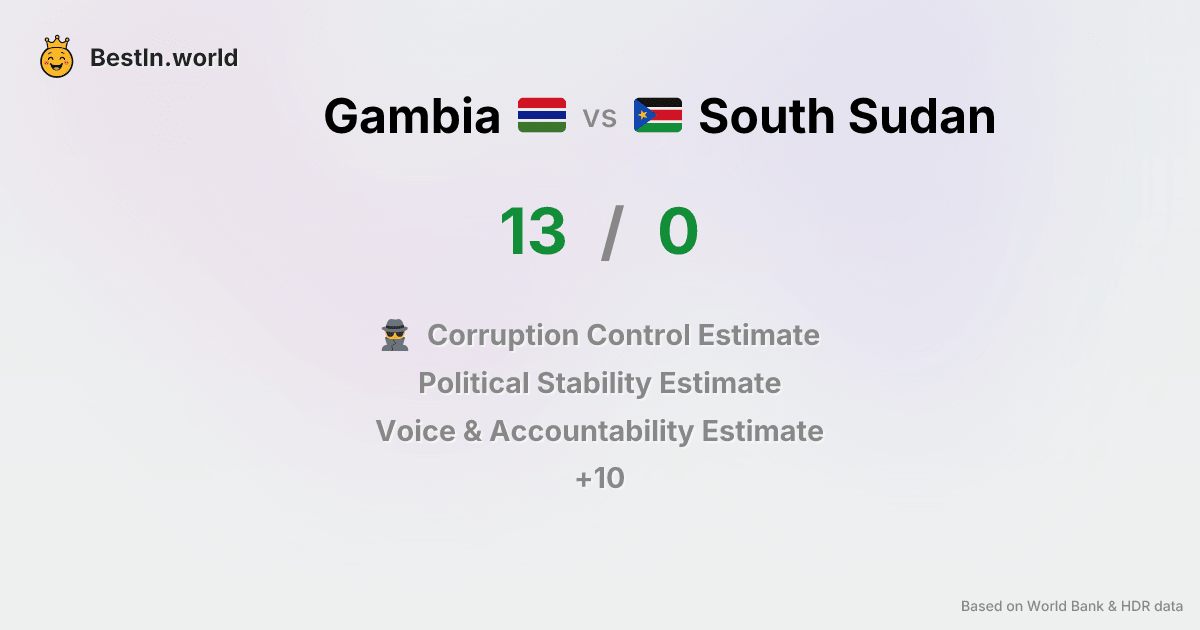 BestIn.world
Gambia vs South Sudan
13 / 0
Corruption Control Estimate
Political Stability Estimate
Voice & Accountability Estimate
+10
Based on World Bank & HDR data